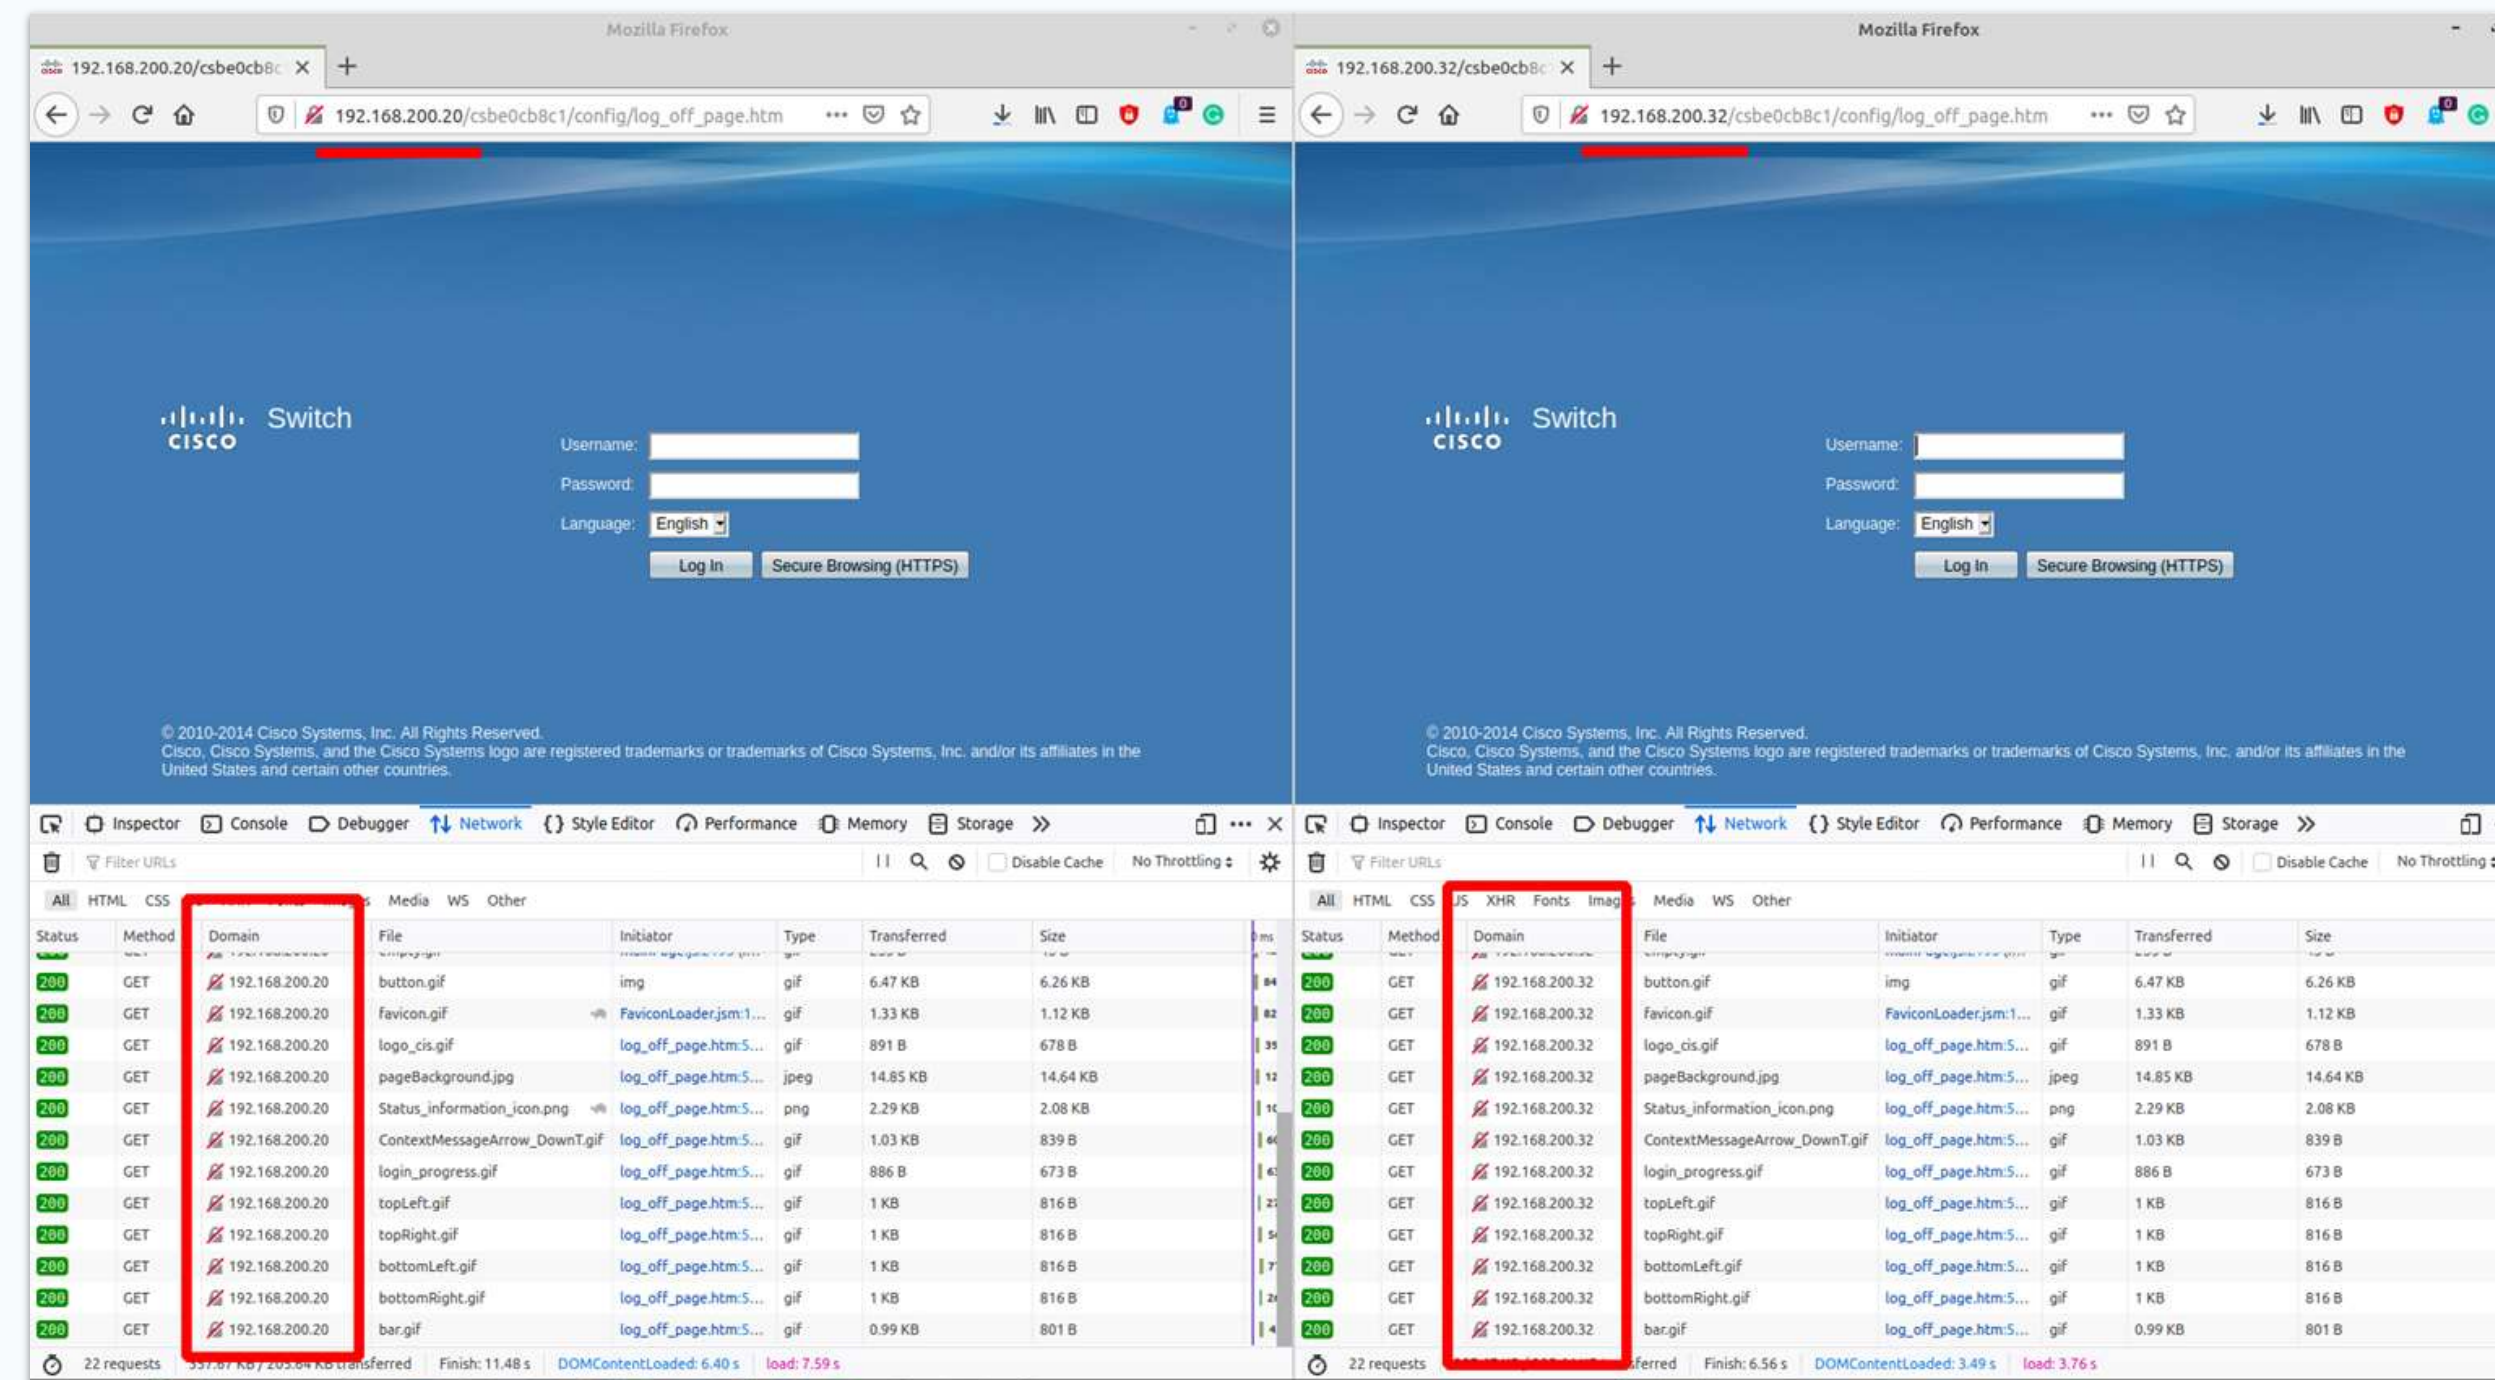 Mozilla Firefox
192.168.200.20/csbe0cb8c
192.168.200.20/csbe0cb8c1/config/log_off_page.htm
0
CISCO
Switch
Username:
Password:
Language: English
Log In Secure Browsing (HTTPS)
© 2010-2014 Cisco Systems, Inc. All Rights Reserved.
Cisco, Cisco Systems, and the Cisco Systems logo are registered trademarks or trademarks of Cisco Systems, Inc. and/or its affiliates in the
United States and certain other countries.
Inspector Console Debugger Network Style Editor Performance Memory Storage
Filter URLs Disable Cache No Throttling
All HTML CSS Media WS Other
Status Method Domain File Initiator Type Transferred Size ms
200 GET 192.168.200.20 button.gif img gif 6.47 KB 6.26 KB 84
200 GET 192.168.200.20 favicon.gif FaviconLoader.jsm:1... gif 1.33 KB 1.12 KB 82
200 GET 192.168.200.20 logo_cis.gif log_off_page.htm:5... gif 891 B 678 B 35
200 GET 192.168.200.20 pageBackground.jpg log_off_page.htm:5... jpeg 14.85 KB 14.64 KB 12
200 GET 192.168.200.20 Status_information_icon.png log_off_page.htm:5... png 2.29 KB 2.08 KB
200 GET 192.168.200.20 ContextMessageArrow_DownT.gif log_off_page.htm:5... gif 1.03 KB 839 B
200 GET 192.168.200.20 login_progress.gif log_off_page.htm:5... gif 886 B 673 B
200 GET 192.168.200.20 topLeft.gif log_off_page.htm:5... gif 1 KB 816 B
200 GET 192.168.200.20 topRight.gif log_off_page.htm:5... gif 1 KB 816 B
200 GET 192.168.200.20 bottomLeft.gif log_off_page.htm:5... gif 1 KB 816 B
200 GET 192.168.200.20 bottomRight.gif log_off_page.htm:5... gif 1 KB 816 B
200 GET 192.168.200.20 bar.gif log_off_page.htm:5... gif 0.99 KB 801 B
22 requests Finish: 11.48 s DOMContentLoaded: 6.40 s load: 7.59 s
Mozilla Firefox
192.168.200.32/csbe0cb8c
192.168.200.32/csbe0cb8c1/config/log_off_page.htm
0
CISCO
Switch
Username:
Password:
Language: English
Log In Secure Browsing (HTTPS)
© 2010-2014 Cisco Systems, Inc. All Rights Reserved.
Cisco, Cisco Systems, and the Cisco Systems logo are registered trademarks or trademarks of Cisco Systems, Inc. and/or its affiliates in the
United States and certain other countries.
Inspector Console Debugger Network Style Editor Performance Memory Storage
Filter URLs Disable Cache No Throttling
All HTML CSS JS XHR Fonts Images Media WS Other
Status Method Domain File Initiator Type Transferred Size
200 GET 192.168.200.32 button.gif img gif 6.47 KB 6.26 KB
200 GET 192.168.200.32 favicon.gif FaviconLoader.jsm:1... gif 1.33 KB 1.12 KB
200 GET 192.168.200.32 logo_cis.gif log_off_page.htm:5... gif 891 B 678 B
200 GET 192.168.200.32 pageBackground.jpg log_off_page.htm:5... jpeg 14.85 KB 14.64 KB
200 GET 192.168.200.32 Status_information_icon.png log_off_page.htm:5... png 2.29 KB 2.08 KB
200 GET 192.168.200.32 ContextMessageArrow_DownT.gif log_off_page.htm:5... gif 1.03 KB 839 B
200 GET 192.168.200.32 login_progress.gif log_off_page.htm:5... gif 886 B 673 B
200 GET 192.168.200.32 topLeft.gif log_off_page.htm:5... gif 1 KB 816 B
200 GET 192.168.200.32 topRight.gif log_off_page.htm:5... gif 1 KB 816 B
200 GET 192.168.200.32 bottomLeft.gif log_off_page.htm:5... gif 1 KB 816 B
200 GET 192.168.200.32 bottomRight.gif log_off_page.htm:5... gif 1 KB 816 B
200 GET 192.168.200.32 bar.gif log_off_page.htm:5... gif 0.99 KB 801 B
22 requests Finish: 6.56 s DOMContentLoaded: 3.49 s load: 3.76 s